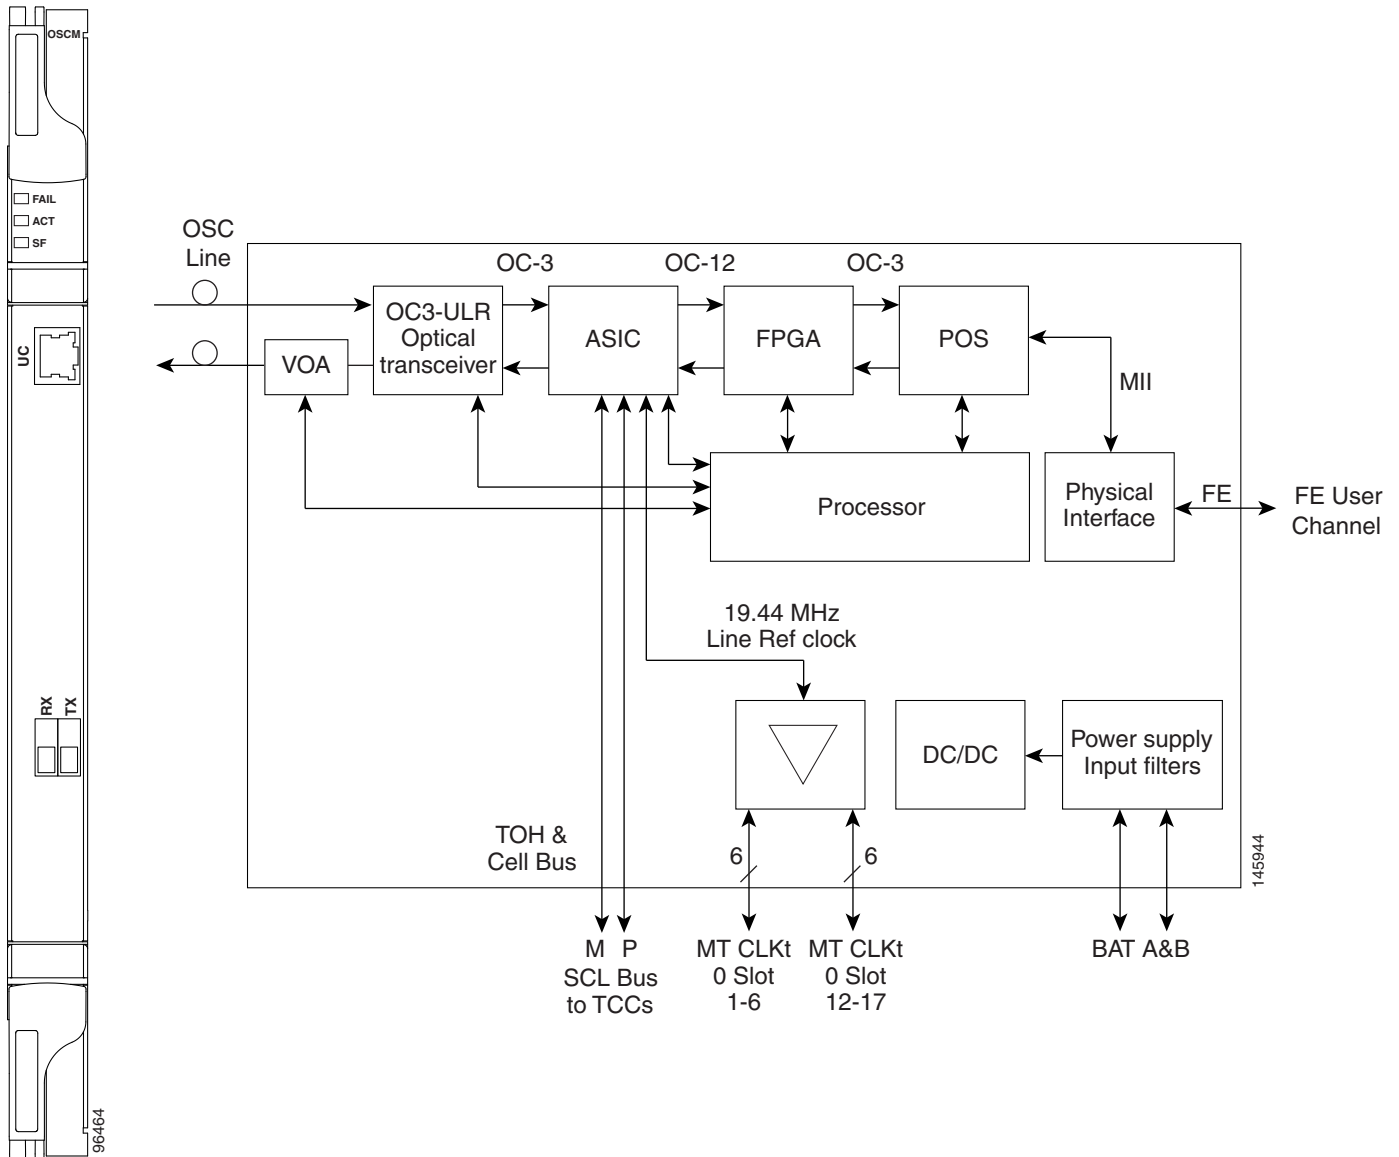 OSCM
FAIL
ACT
SF
UC
RX
TX
96464
OSC
Line
OC-3
OC-12
OC-3
OC3-ULR
Optical
transceiver
ASIC
FPGA
POS
VOA
MII
Processor
Physical
Interface
FE
FE User
Channel
19.44 MHz
Line Ref clock
DC/DC
Power supply
Input filters
TOH &
Cell Bus
6
6
145944
M P
SCL Bus
to TCCs
MT CLKt
0 Slot
1-6
MT CLKt
0 Slot
12-17
BAT A&B